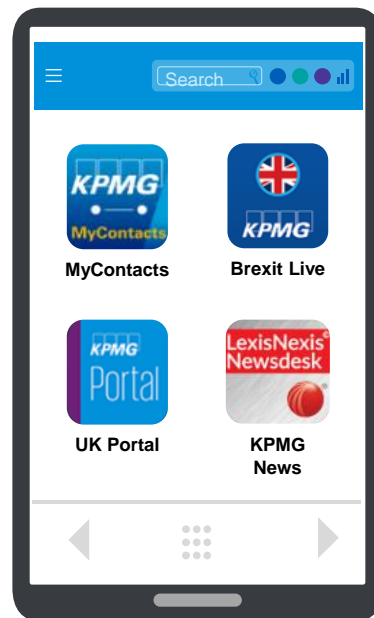 Search
KPMG
MyContacts
KPMG
MyContacts
Brexit Live
KPMG
Portal
LexisNexis®
Newsdesk
UK Portal
KPMG
News